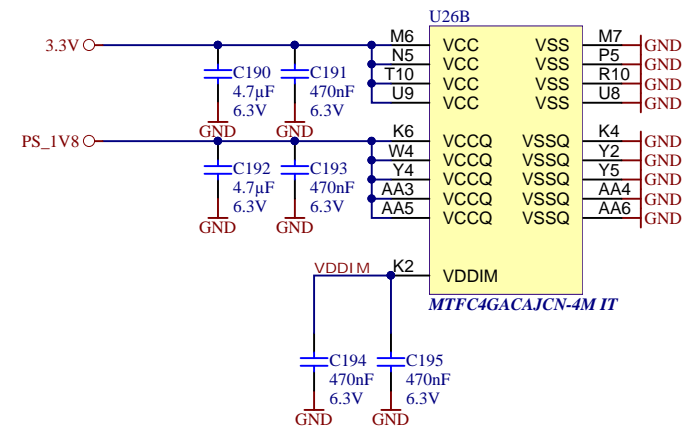 U26B
3.3V
M6 VCC VSS M7 GND
N5 VCC VSS P5 GND
T10 VCC VSS R10 GND
U9 VCC VSS U8 GND
C190
4.7µF
6.3V
GND
C191
470nF
6.3V
GND
PS_1V8
K6 VCCQ VSSQ K4 GND
W4 VCCQ VSSQ Y2 GND
Y4 VCCQ VSSQ Y5 GND
AA3 VCCQ VSSQ AA4 GND
AA5 VCCQ VSSQ AA6 GND
C192
4.7µF
6.3V
GND
C193
470nF
6.3V
GND
VDDIM K2 VDDIM
MTFC4GACAJCN-4M IT
C194
470nF
6.3V
GND
C195
470nF
6.3V
GND